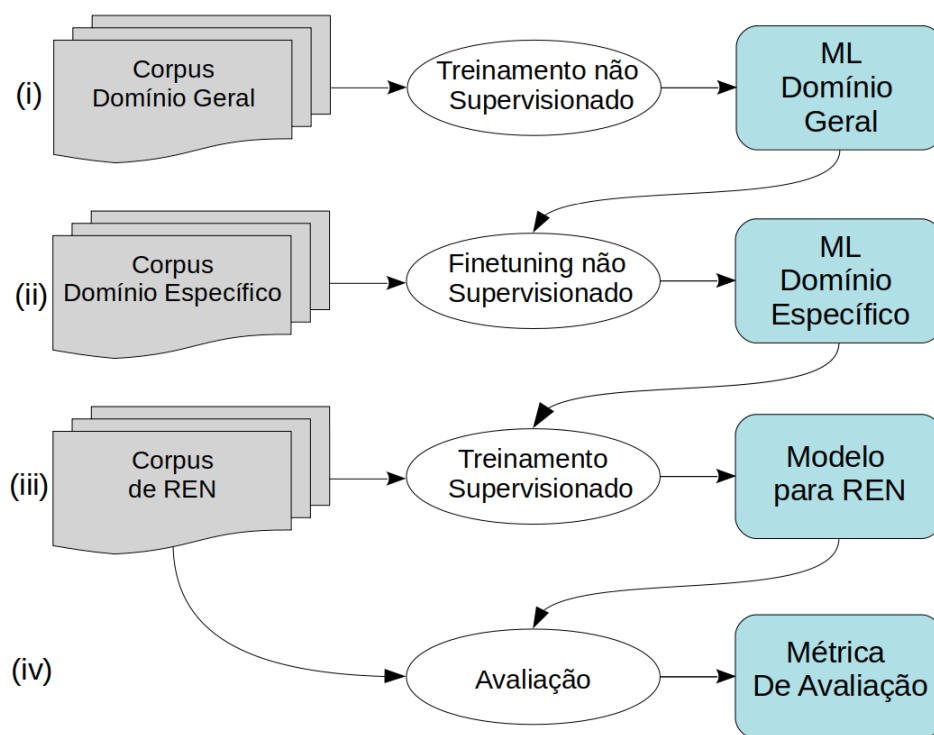 (i)
Corpus
Domínio Geral
Treinamento não
Supervisionado
ML
Domínio
Geral
(ii)
Corpus
Domínio Específico
Finetuning não
Supervisionado
ML
Domínio
Específico
(iii)
Corpus
de REN
Treinamento
Supervisionado
Modelo
para REN
(iv)
Avaliação
Métrica
De Avaliação